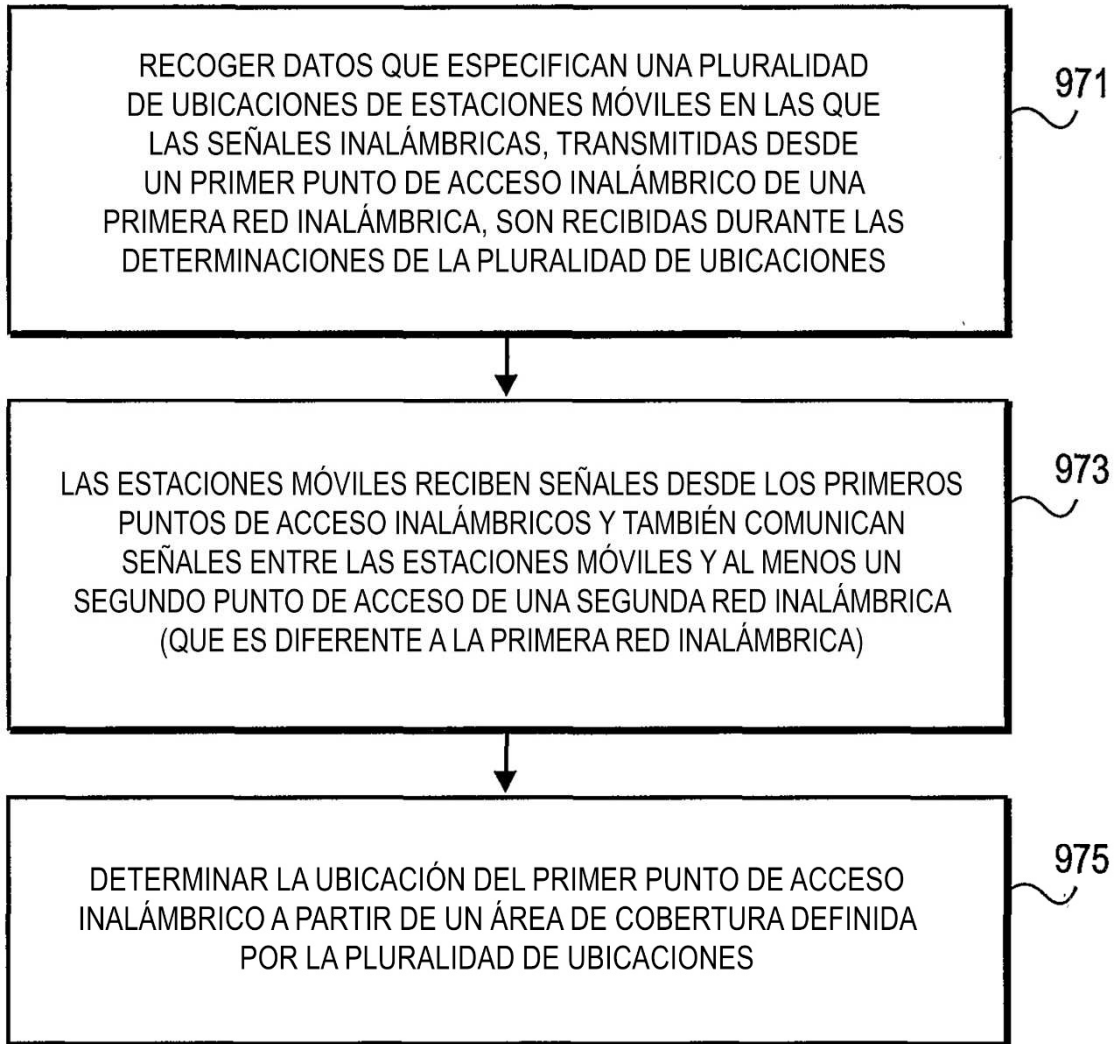 RECOGER DATOS QUE ESPECIFICAN UNA PLURALIDAD
DE UBICACIONES DE ESTACIONES MÓVILES EN LAS QUE
LAS SEÑALES INALÁMBRICAS, TRANSMITIDAS DESDE
UN PRIMER PUNTO DE ACCESO INALÁMBRICO DE UNA
PRIMERA RED INALÁMBRICA, SON RECIBIDAS DURANTE LAS
DETERMINACIONES DE LA PLURALIDAD DE UBICACIONES
971
LAS ESTACIONES MÓVILES RECIBEN SEÑALES DESDE LOS PRIMEROS
PUNTOS DE ACCESO INALÁMBRICOS Y TAMBIÉN COMUNICAN
SEÑALES ENTRE LAS ESTACIONES MÓVILES Y AL MENOS UN
SEGUNDO PUNTO DE ACCESO DE UNA SEGUNDA RED INALÁMBRICA
(QUE ES DIFERENTE A LA PRIMERA RED INALÁMBRICA)
973
DETERMINAR LA UBICACIÓN DEL PRIMER PUNTO DE ACCESO
INALÁMBRICO A PARTIR DE UN ÁREA DE COBERTURA DEFINIDA
POR LA PLURALIDAD DE UBICACIONES
975